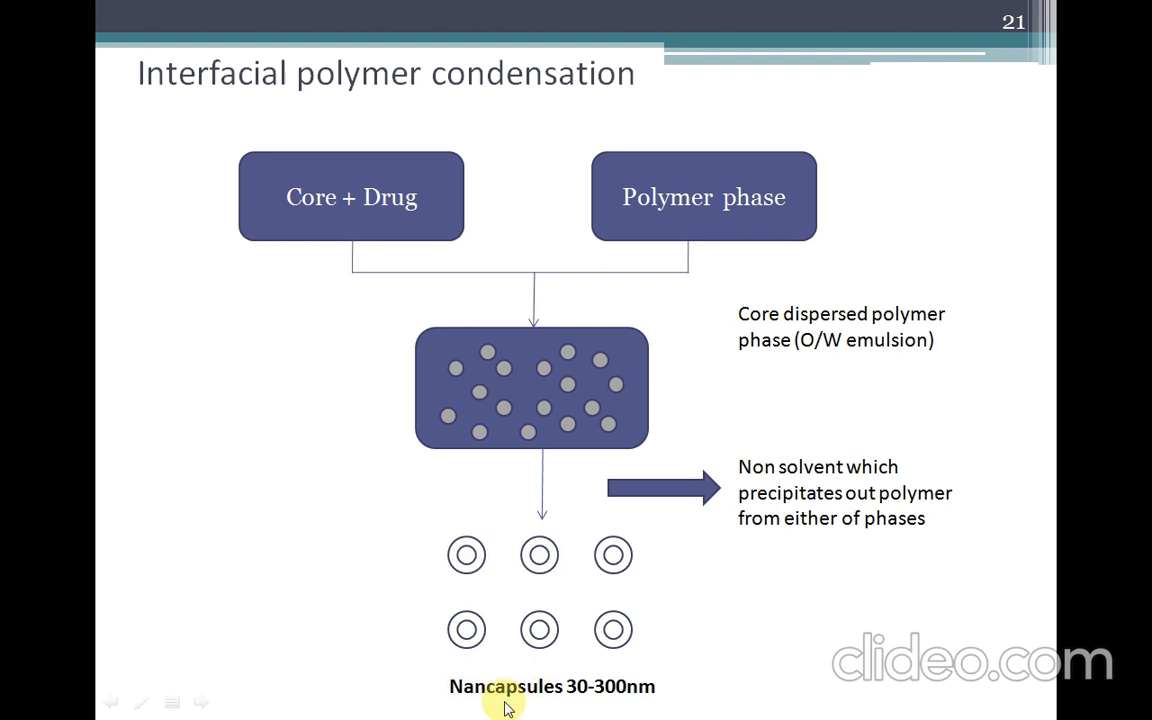 21
Interfacial polymer condensation
Core + Drug
Polymer phase
Core dispersed polymer
phase (O/W emulsion)
Non solvent which
precipitates out polymer
from either of phases
Nancapsules 30-300nm
clideo.com